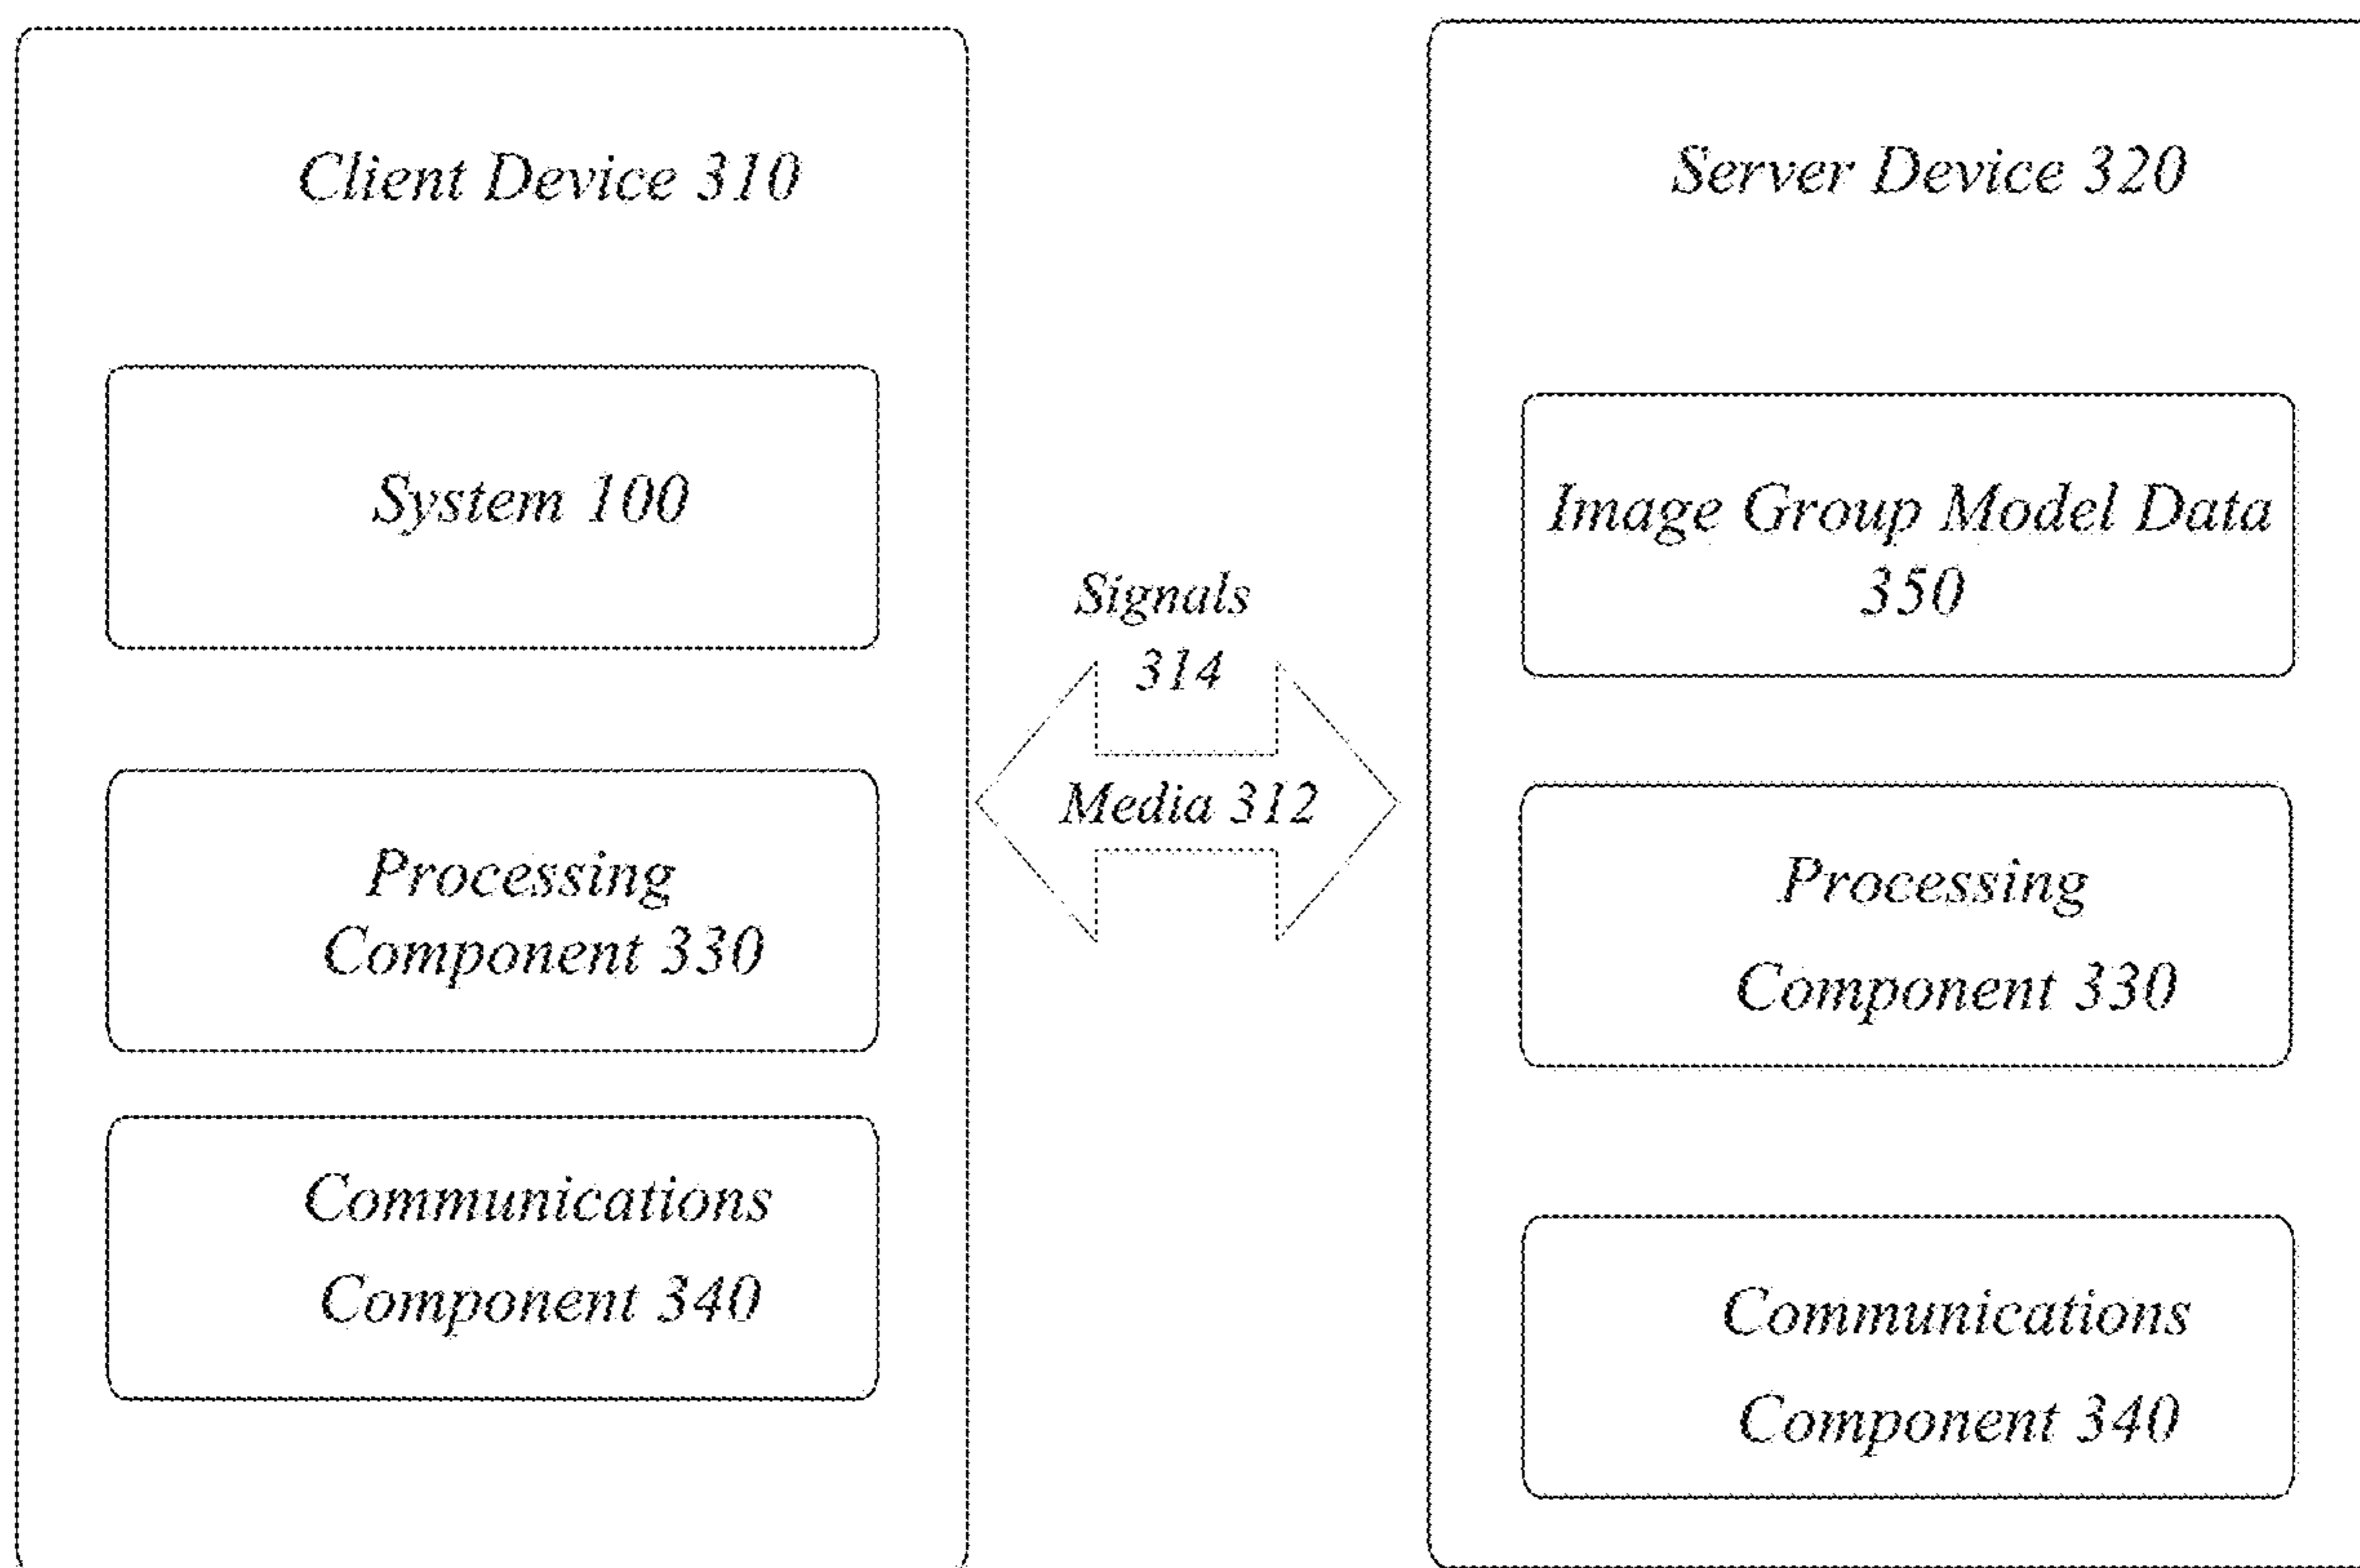 Client Device 310
System 100
Processing
Component 330
Communications
Component 340
Signals
314
Media 312
Server Device 320
Image Group Model Data
350
Processing
Component 330
Communications
Component 340